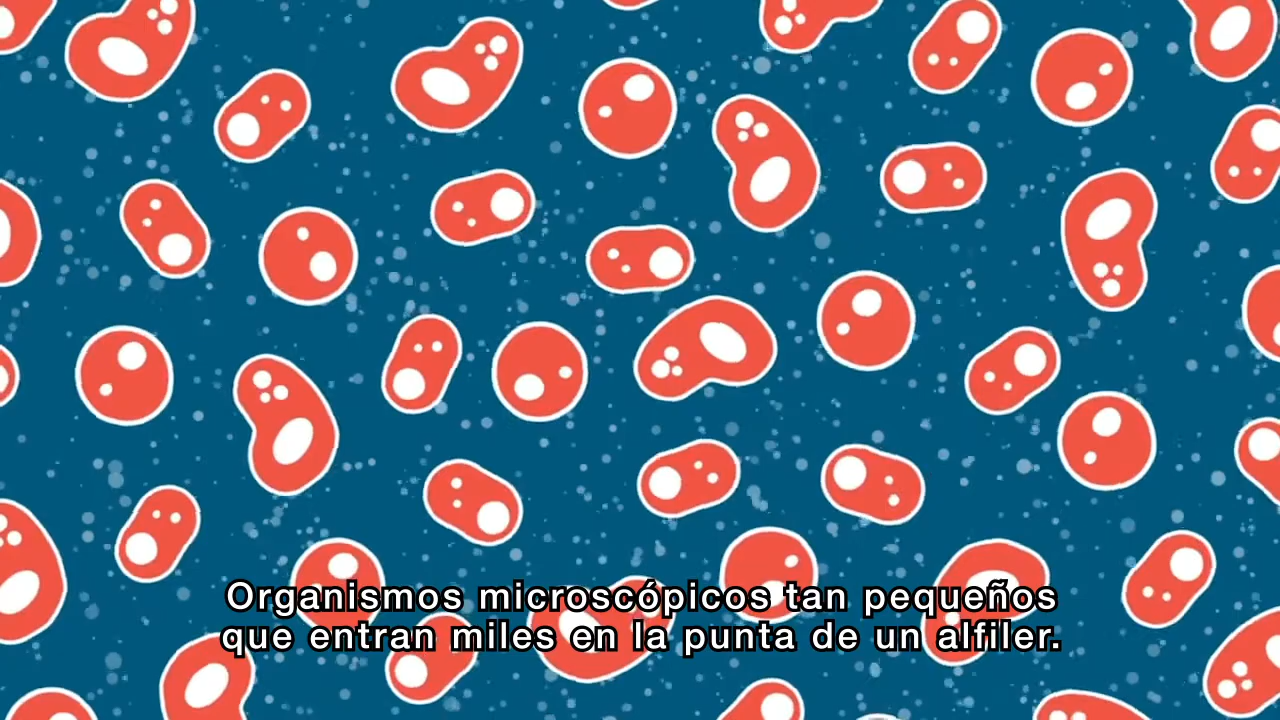 Organismos microscópicos tan pequeños
que entran miles en la punta de un alfiler.